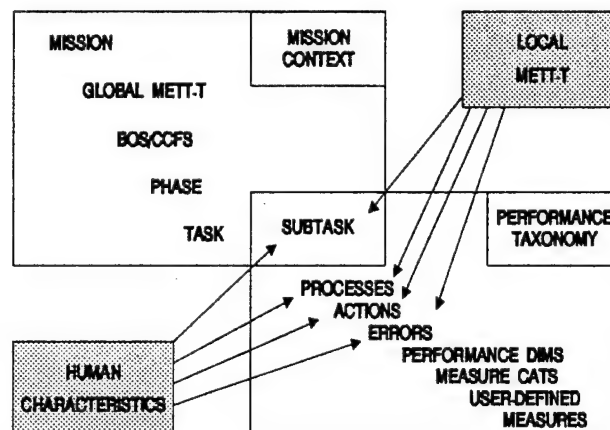 MISSION
MISSION
CONTEXT
LOCAL
METT-T
GLOBAL METT-T
BOS/CCFS
PHASE
TASK
SUBTASK
PERFORMANCE
TAXONOMY
PROCESSES
ACTIONS
ERRORS
PERFORMANCE DIMS
MEASURE CATS
USER-DEFINED
MEASURES
HUMAN
CHARACTERISTICS